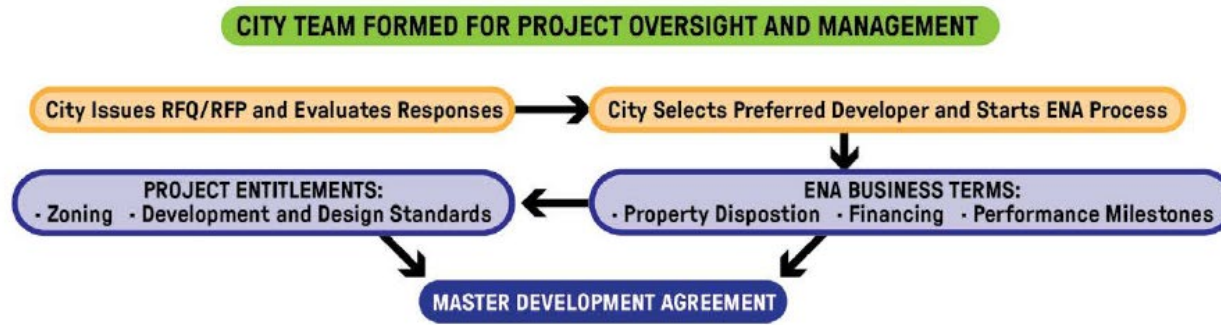 CITY TEAM FORMED FOR PROJECT OVERSIGHT AND MANAGEMENT
City Issues RFQ/RFP and Evaluates Responses
City Selects Preferred Developer and Starts ENA Process
PROJECT ENTITLEMENTS:
· Zoning · Development and Design Standards
ENA BUSINESS TERMS:
· Property Dispostion · Financing · Performance Milestones
MASTER DEVELOPMENT AGREEMENT